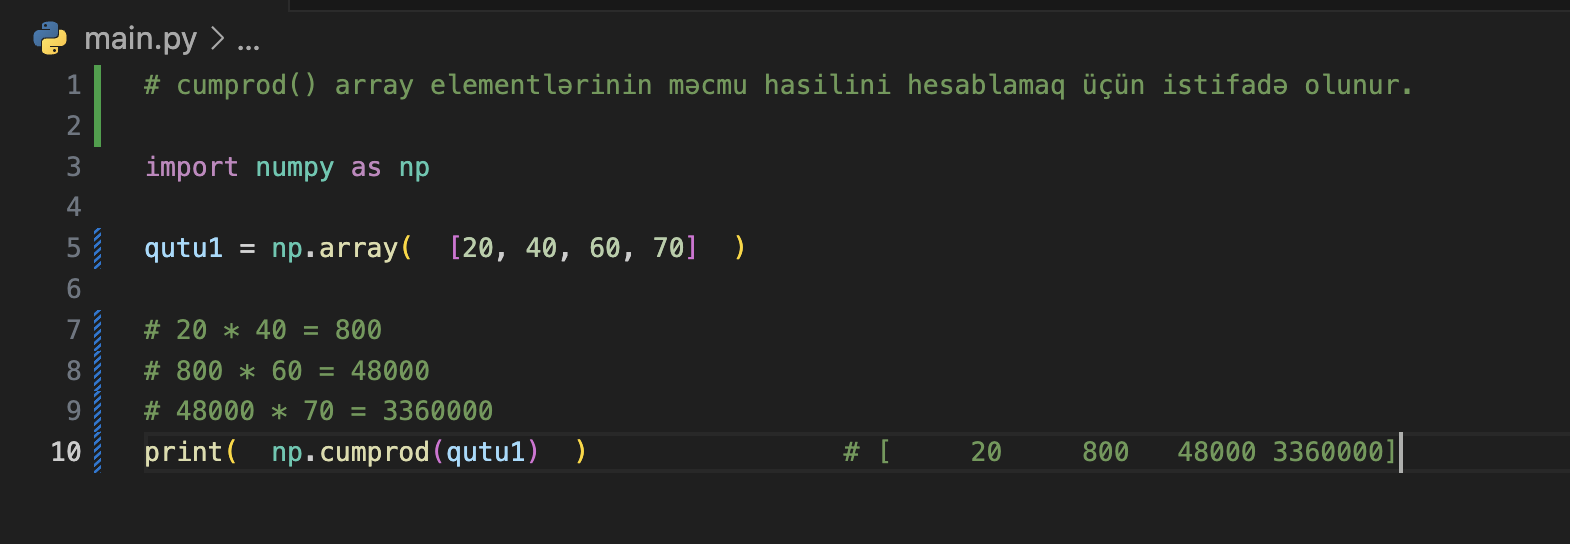 main.py > ...
1 # cumprod() array elementlərinin məcmu hasilini hesablamaq üçün istifadə olunur.
2
3 import numpy as np
4
5 qutu1 = np.array(  [20, 40, 60, 70]  )
6
7 # 20 * 40 = 800
8 # 800 * 60 = 48000
9 # 48000 * 70 = 3360000
10 print(  np.cumprod(qutu1)  )                # [     20     800   48000 3360000]